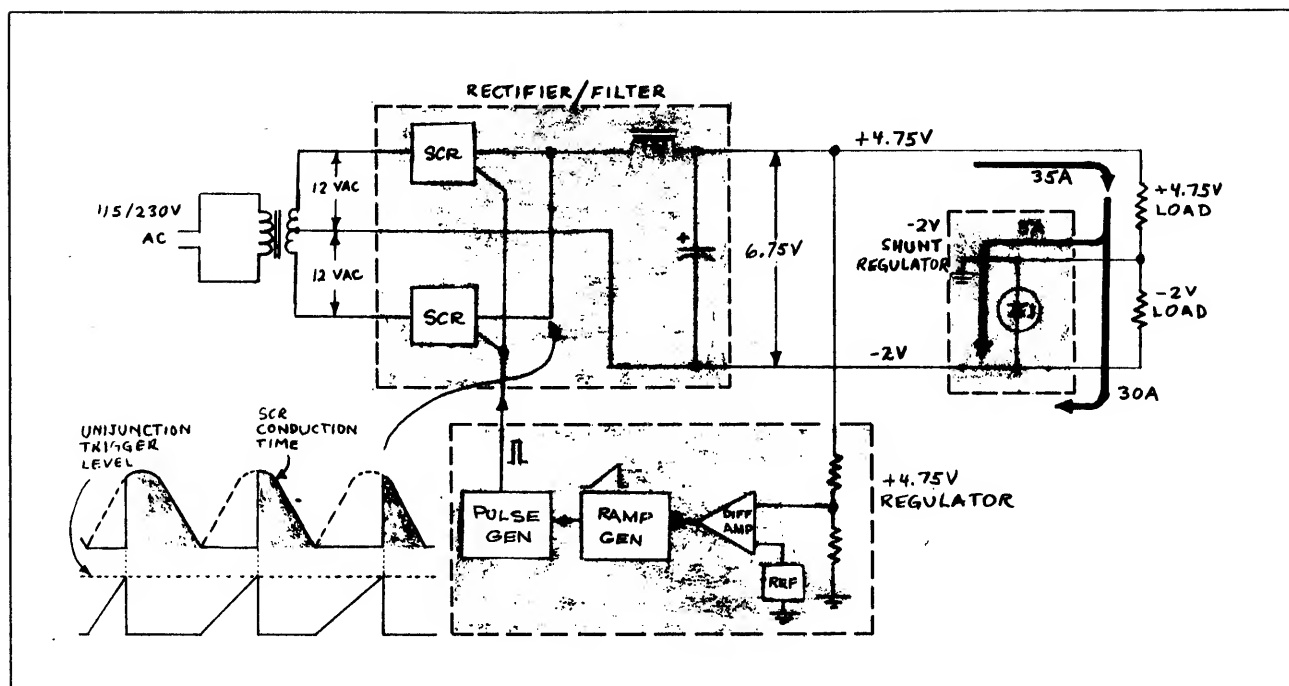 RECTIFIER/FILTER
SCR
12 VAC
115/230V
AC
12 VAC
SCR
+
6.75V
+4.75V
35A
+4.75V
LOAD
-2V
SHUNT
REGULATOR
5A
-2V
LOAD
-2V
30A
UNIJUNCTION
TRIGGER
LEVEL
SCR
CONDUCTION
TIME
PULSE
GEN
RAMP
GEN
DIFF
AMP
REF
+4.75V
REGULATOR